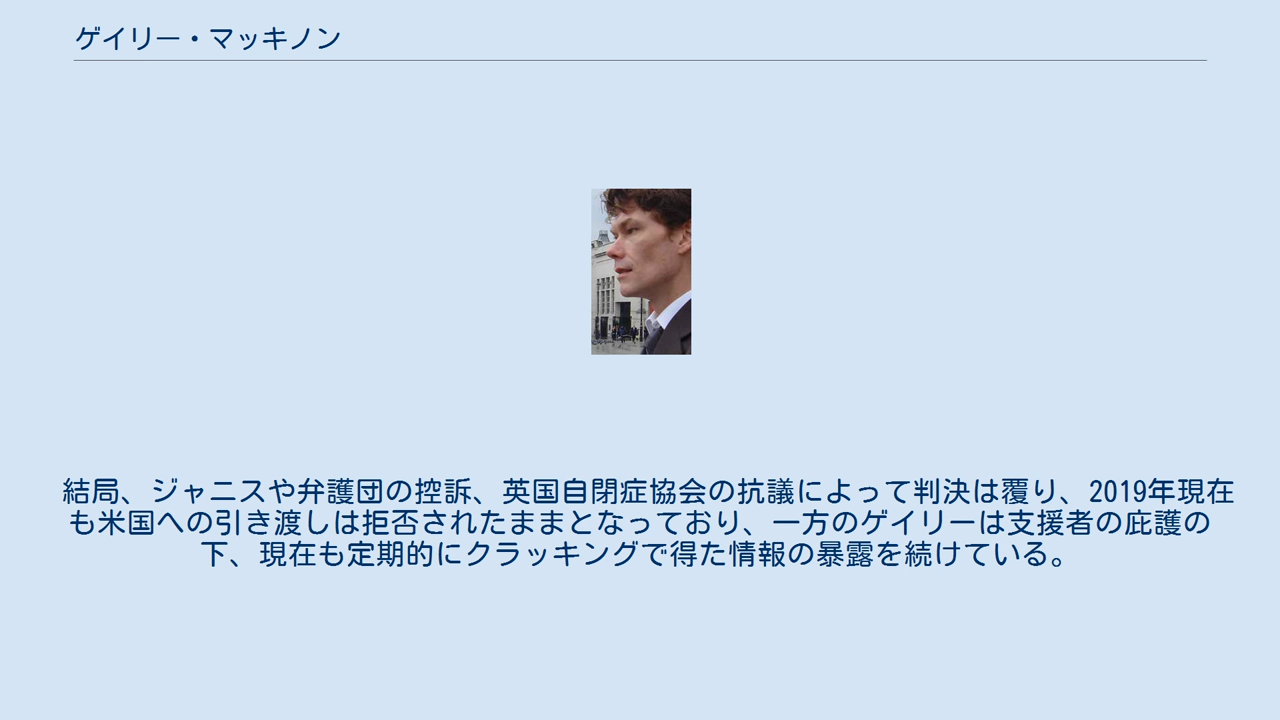 ゲイリー・マッキノン
結局、ジャニスや弁護団の控訴、英国自閉症協会の抗議によって判決は覆り、2019年現在
も米国への引き渡しは拒否されたままとなっており、一方のゲイリーは支援者の庇護の
下、現在も定期的にクラッキングで得た情報の暴露を続けている。